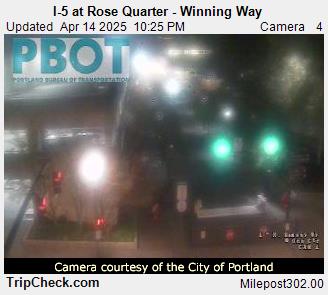 I-5 at Rose Quarter - Winning Way
Updated Apr 14 2025 10:25 PM Camera 4
PBOT
PORTLAND BUREAU OF TRANSPORTATION
Camera courtesy of the City of Portland
TripCheck.com Milepost302.00